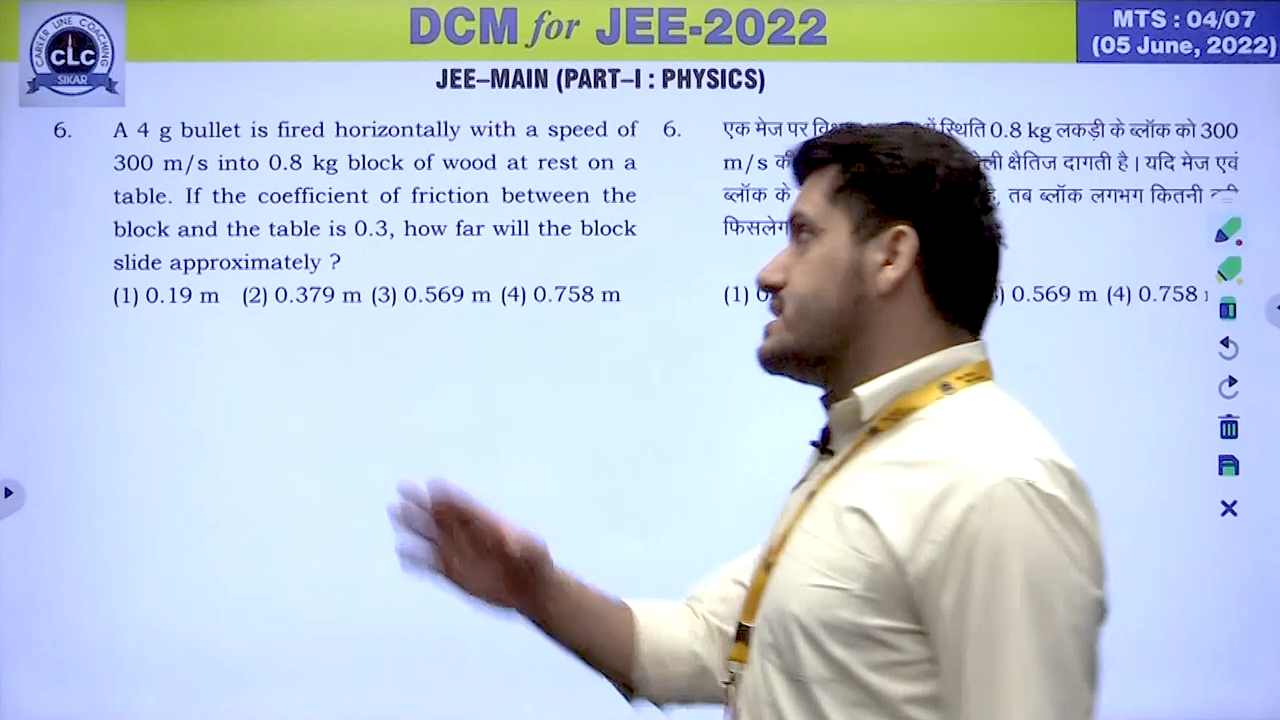 DCM for JEE-2022
MTS : 04/07
(05 June, 2022)
CAREER LINE COACHING
CLC
SIKAR
JEE–MAIN (PART–I : PHYSICS)
6. A 4 g bullet is fired horizontally with a speed of
300 m/s into 0.8 kg block of wood at rest on a
table. If the coefficient of friction between the
block and the table is 0.3, how far will the block
slide approximately ?
(1) 0.19 m (2) 0.379 m (3) 0.569 m (4) 0.758 m
6. एक मेज पर स्थिति 0.8 kg लकड़ी के ब्लॉक को 300
m/s क्षैतिज दागती है। यदि मेज एवं
ब्लॉक के तब ब्लॉक लगभग कितनी
(1) 0.569 m (4) 0.758